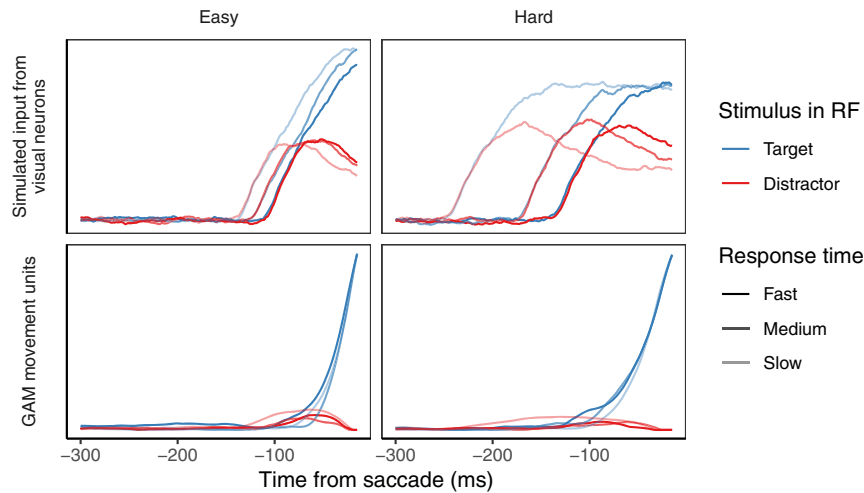 Easy
Hard
Simulated input from
visual neurons
GAM movement units
−300
−200
−100
−300
−200
−100
Time from saccade (ms)
Stimulus in RF
Target
Distractor
Response time
Fast
Medium
Slow